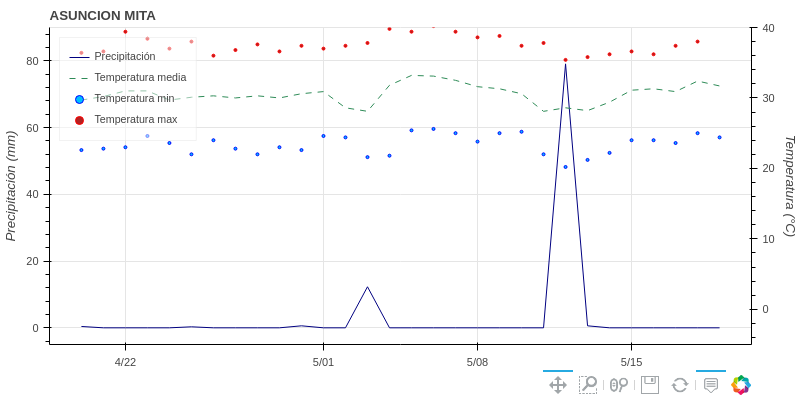 ASUNCION MITA
Precipitación
Temperatura media
Temperatura min
Temperatura max
Precipitación (mm)
80
60
40
20
0
Temperatura (°C)
40
30
20
10
0
4/22
5/01
5/08
5/15